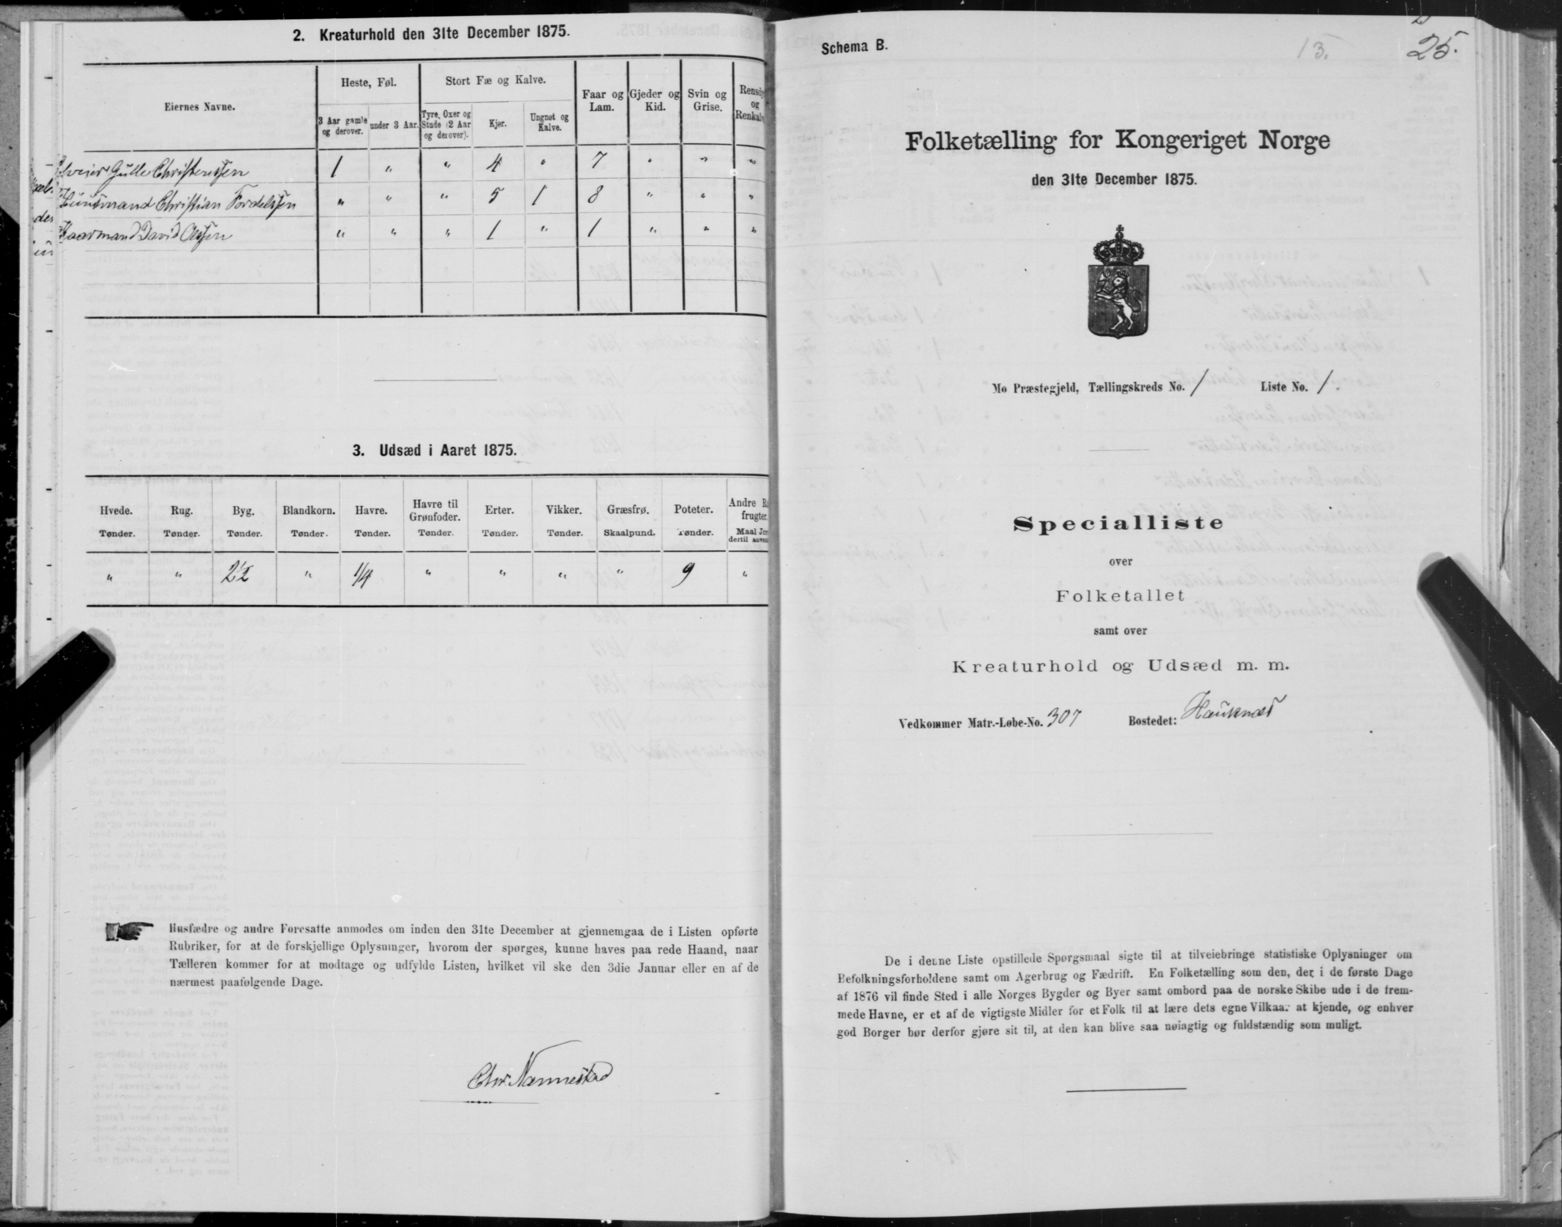 2. Kreaturhold den 31te December 1875.
Eiernes Navne.
Heste, Føl.
Stort Fæ og Kalve.
Faar og Lam.
Gjeder og Kid.
Svin og Grise.
og
3 Aar gamle og derover.
under 3 Aar.
Tyre, Oxer og Stude (2 Aar og derover).
Kjør.
Ungnøt og Kalve.
Gulle Christensen 1 " " 4 " 7 " " "
Huusmand Christian " " " 5 1 8 " " "
David Olsen " " " 1 " 1 " " "
3. Udsæd i Aaret 1875.
Hvede. Rug. Byg. Blandkorn. Havre. Havre til Grønfoder. Erter. Vikker. Græsfrø. Poteter. Andre
frugter.
Tønder. Tønder. Tønder. Tønder. Tønder. Tønder. Tønder. Tønder. Skaalpund. Tønder. Maal
dertil
" " 2½ " ¼ " " " " 9 "
Husfædre og andre Foresatte anmodes om inden den 31te December at gjennemgaa de i Listen opførte
Rubriker, for at de forskjellige Oplysninger, hvorom der spørges, kunne haves paa rede Haand, naar
Tælleren kommer for at modtage og udfylde Listen, hvilket vil ske den 3die Januar eller en af de
nærmest paafølgende Dage.
Chr. Nannestad
Schema B.
13.
25.
Folketælling for Kongeriget Norge
den 31te December 1875.
Mo Præstegjeld, Tællingskreds No. 1 Liste No. 1.
Specialliste
over
Folketallet
samt over
Kreaturhold og Udsæd m. m.
Vedkommer Matr.-Løbe-No. 307 Bostedet: Hauknæs
De i denne Liste opstillede Spørgsmaal sigte til at tilveiebringe statistiske Oplysninger om
Befolkningsforholdene samt om Agerbrug og Fædrift. En Folketælling som den, der i de første Dage
af 1876 vil finde Sted i alle Norges Bygder og Byer samt ombord paa de norske Skibe ude i de frem-
mede Havne, er et af de vigtigste Midler for et Folk til at lære dets egne Vilkaar at kjende, og enhver
god Borger bør derfor gjøre sit til, at den kan blive saa nøiagtig og fuldstændig som muligt.